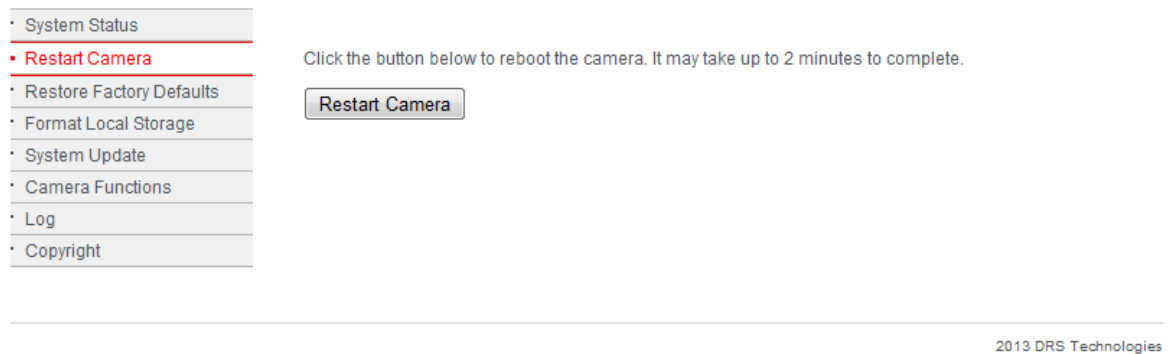 System Status
Restart Camera
Restore Factory Defaults
Format Local Storage
System Update
Camera Functions
Log
Copyright
Click the button below to reboot the camera. It may take up to 2 minutes to complete.
Restart Camera
2013 DRS Technologies